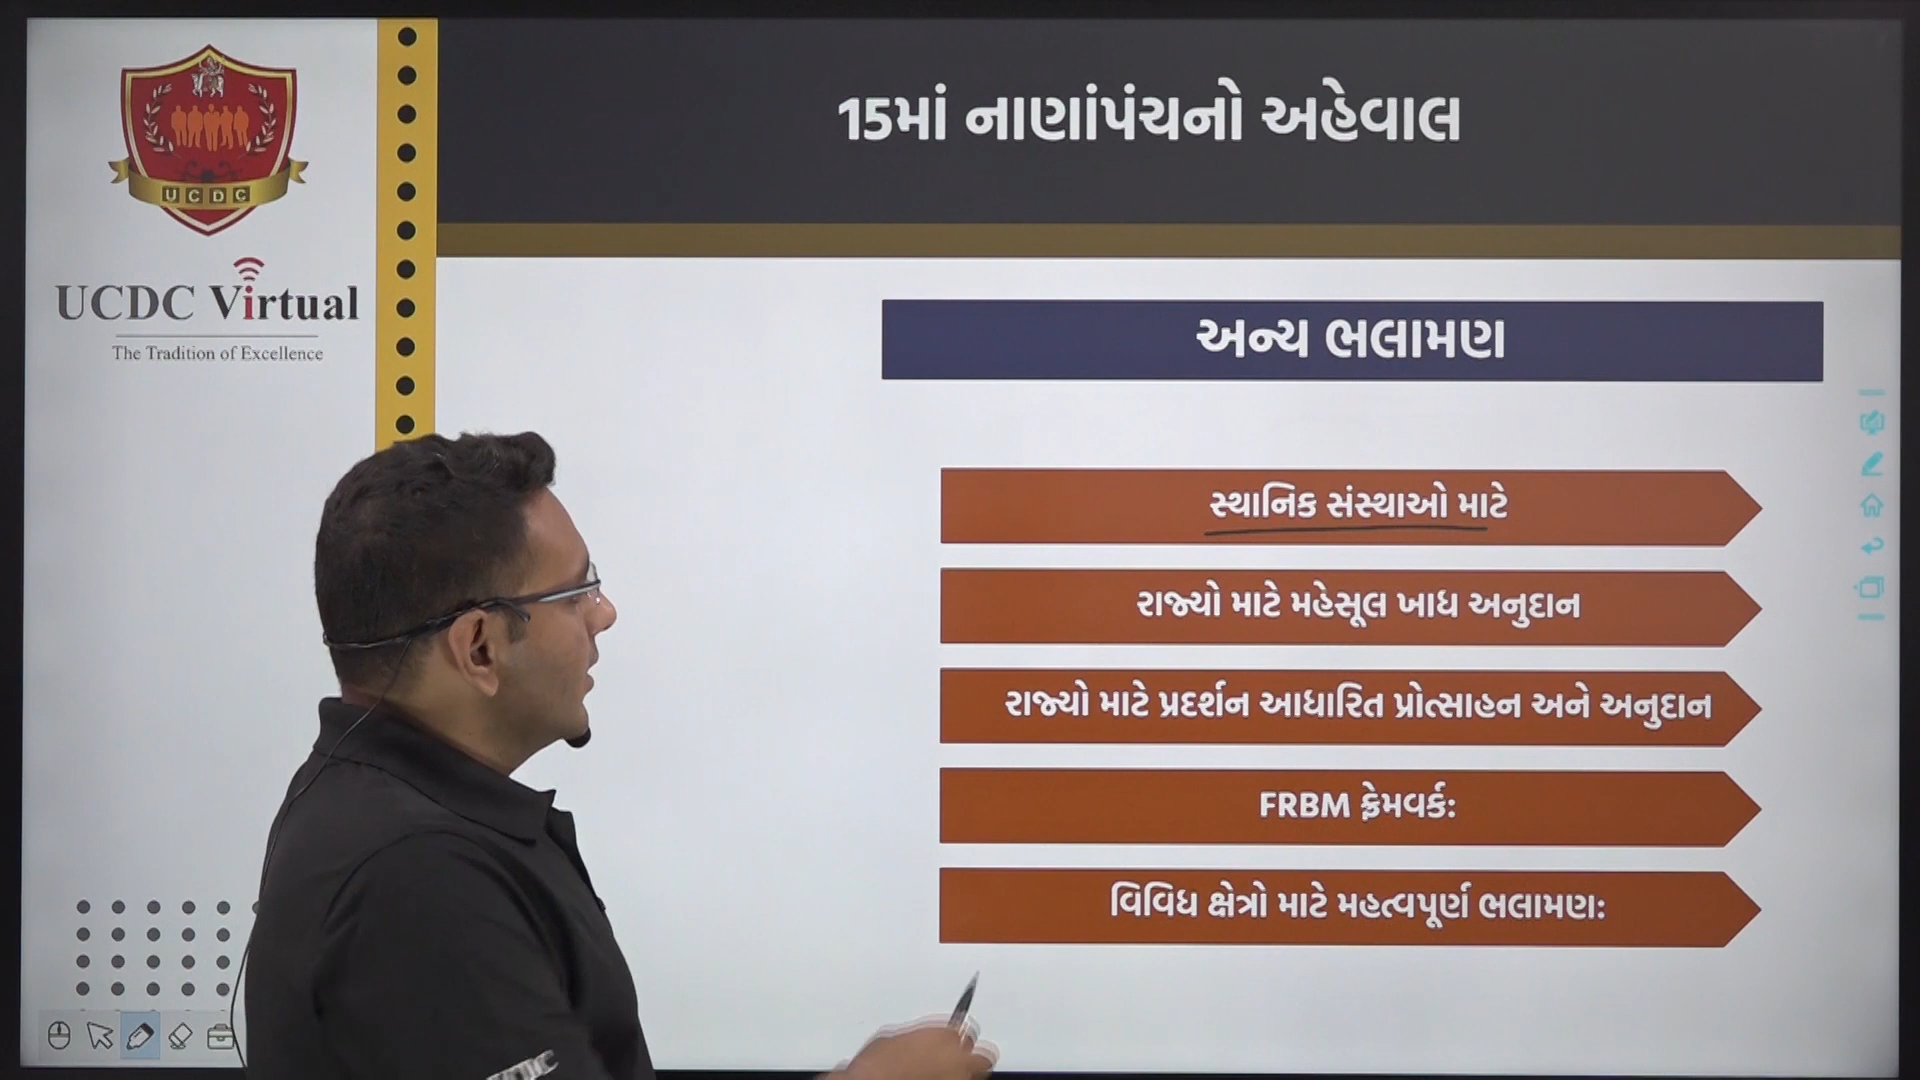 UCDC
UCDC Virtual
The Tradition of Excellence
15માં નાણાંપંચનો અહેવાલ
અન્ય ભલામણ
સ્થાનિક સંસ્થાઓ માટે
રાજ્યો માટે મહેસૂલ ખાધ અનુદાન
રાજ્યો માટે પ્રદર્શન આધારિત પ્રોત્સાહન અને અનુદાન
FRBM ફ્રેમવર્ક:
વિવિધ ક્ષેત્રો માટે મહત્વપૂર્ણ ભલામણ: